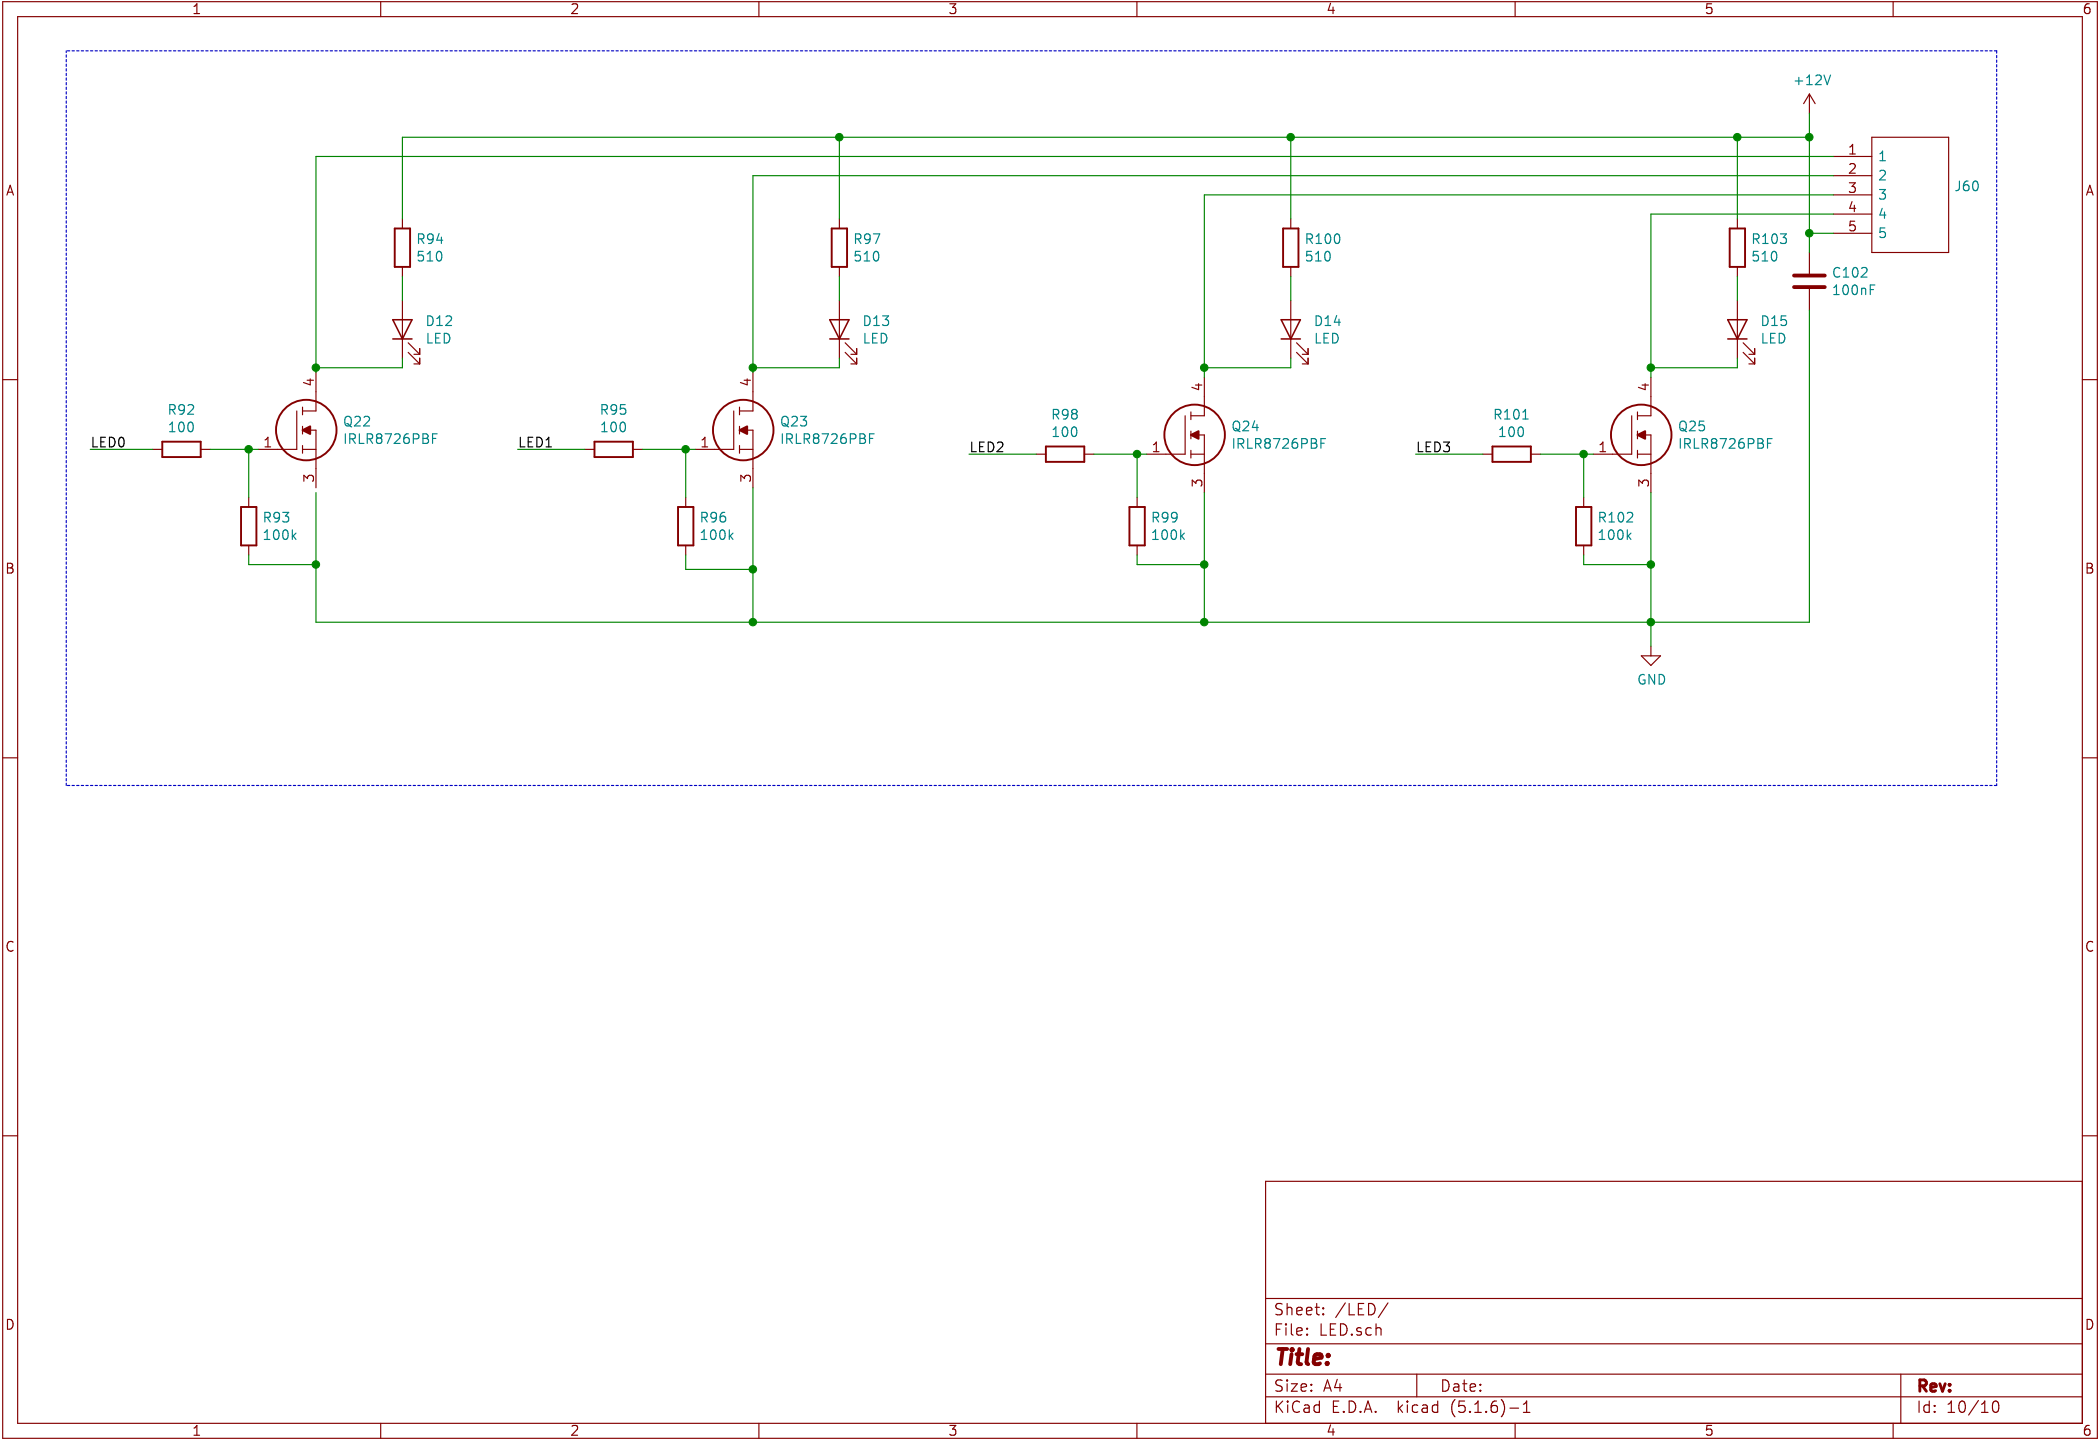 1 2 3 4 5 6
A
B
C
D
A
B
C
D
+12V
1 1
2 2
3 3
4 4
5 5
J60
R94
510
R97
510
R100
510
R103
510
C102
100nF
D12
LED
D13
LED
D14
LED
D15
LED
LED0
R92
100
1
4
3
Q22
IRLR8726PBF
R93
100k
LED1
R95
100
1
4
3
Q23
IRLR8726PBF
R96
100k
LED2
R98
100
1
4
3
Q24
IRLR8726PBF
R99
100k
LED3
R101
100
1
4
3
Q25
IRLR8726PBF
R102
100k
GND
Sheet: /LED/
File: LED.sch
Title:
Size: A4 Date: Rev:
KiCad E.D.A. kicad (5.1.6)-1 Id: 10/10
1 2 3 4 5 6